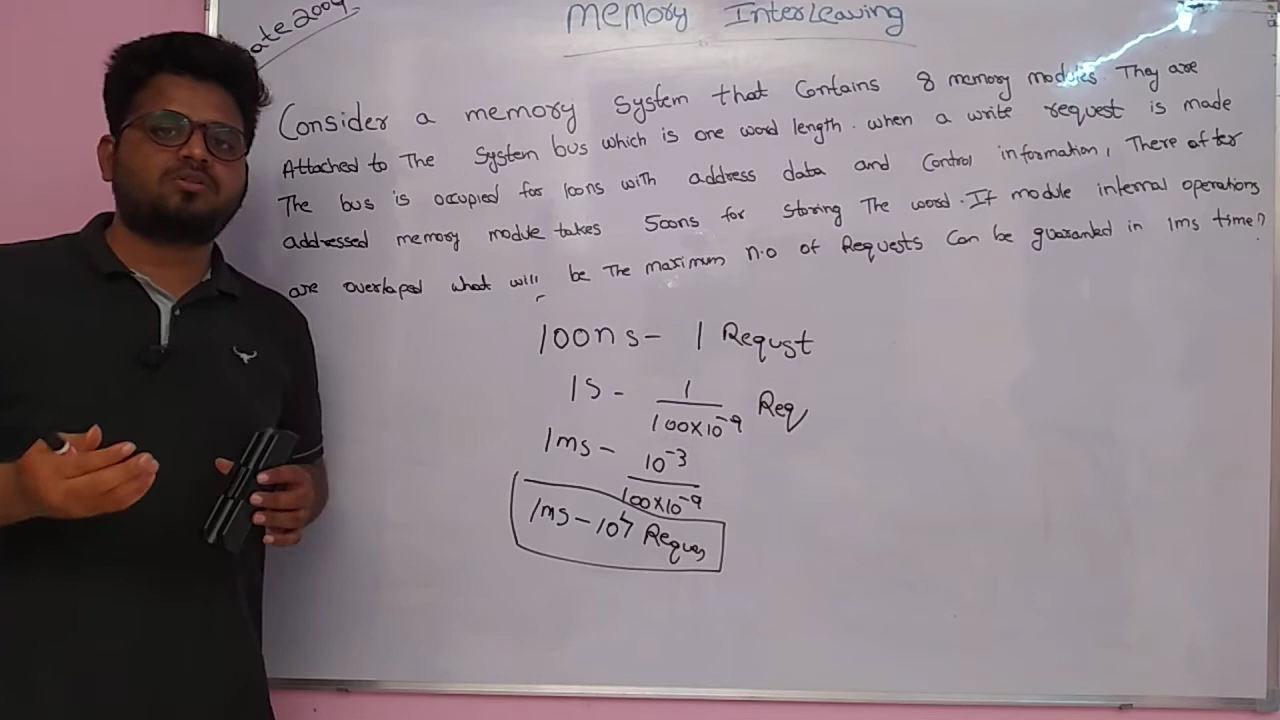 ate 2009
Memory Interleaving
Consider a memory System that Contains 8 memory modules They are
Attached to The System bus which is one word length. when a write request is made
The bus is occupied for 100ns with address data and Control information, There after
addressed memory module takes 500ns for storing The word. If module internal operations
are overlaped what will be The maximum n.o of Requests Can be guaranted in 1ms time?
100ns - 1 Requst
1S - 1/100×10⁻⁹ Req
1ms - 10⁻³/100×10⁻⁹
1ms - 10⁴ Reques